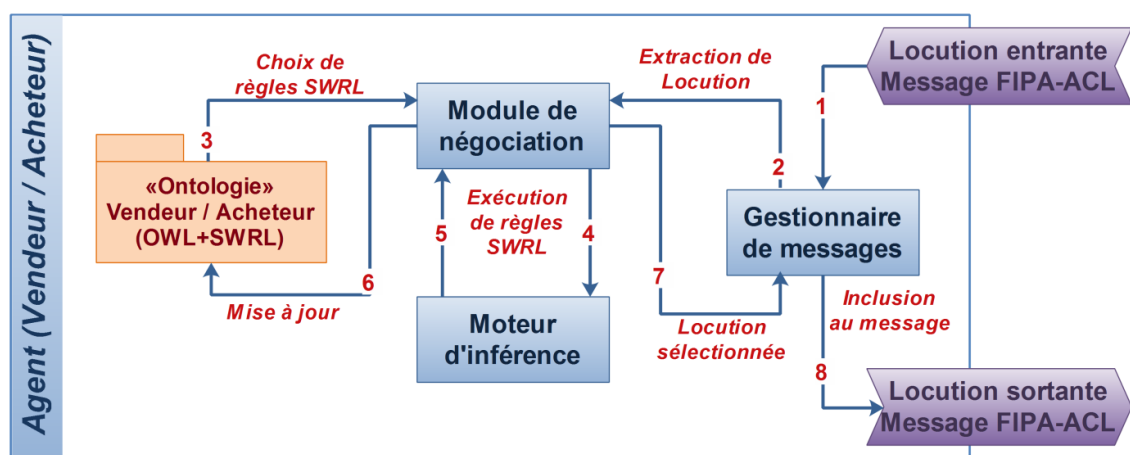 Agent (Vendeur / Acheteur)
Choix de
règles SWRL
3
«Ontologie»
Vendeur / Acheteur
(OWL+SWRL)
Mise à jour
6
Module de
négociation
5
Exécution
de règles
SWRL
4
Moteur
d'inférence
Extraction de
Locution
2
1
Locution entrante
Message FIPA-ACL
Gestionnaire
de messages
7
Locution
sélectionnée
Inclusion
au message
8
Locution sortante
Message FIPA-ACL